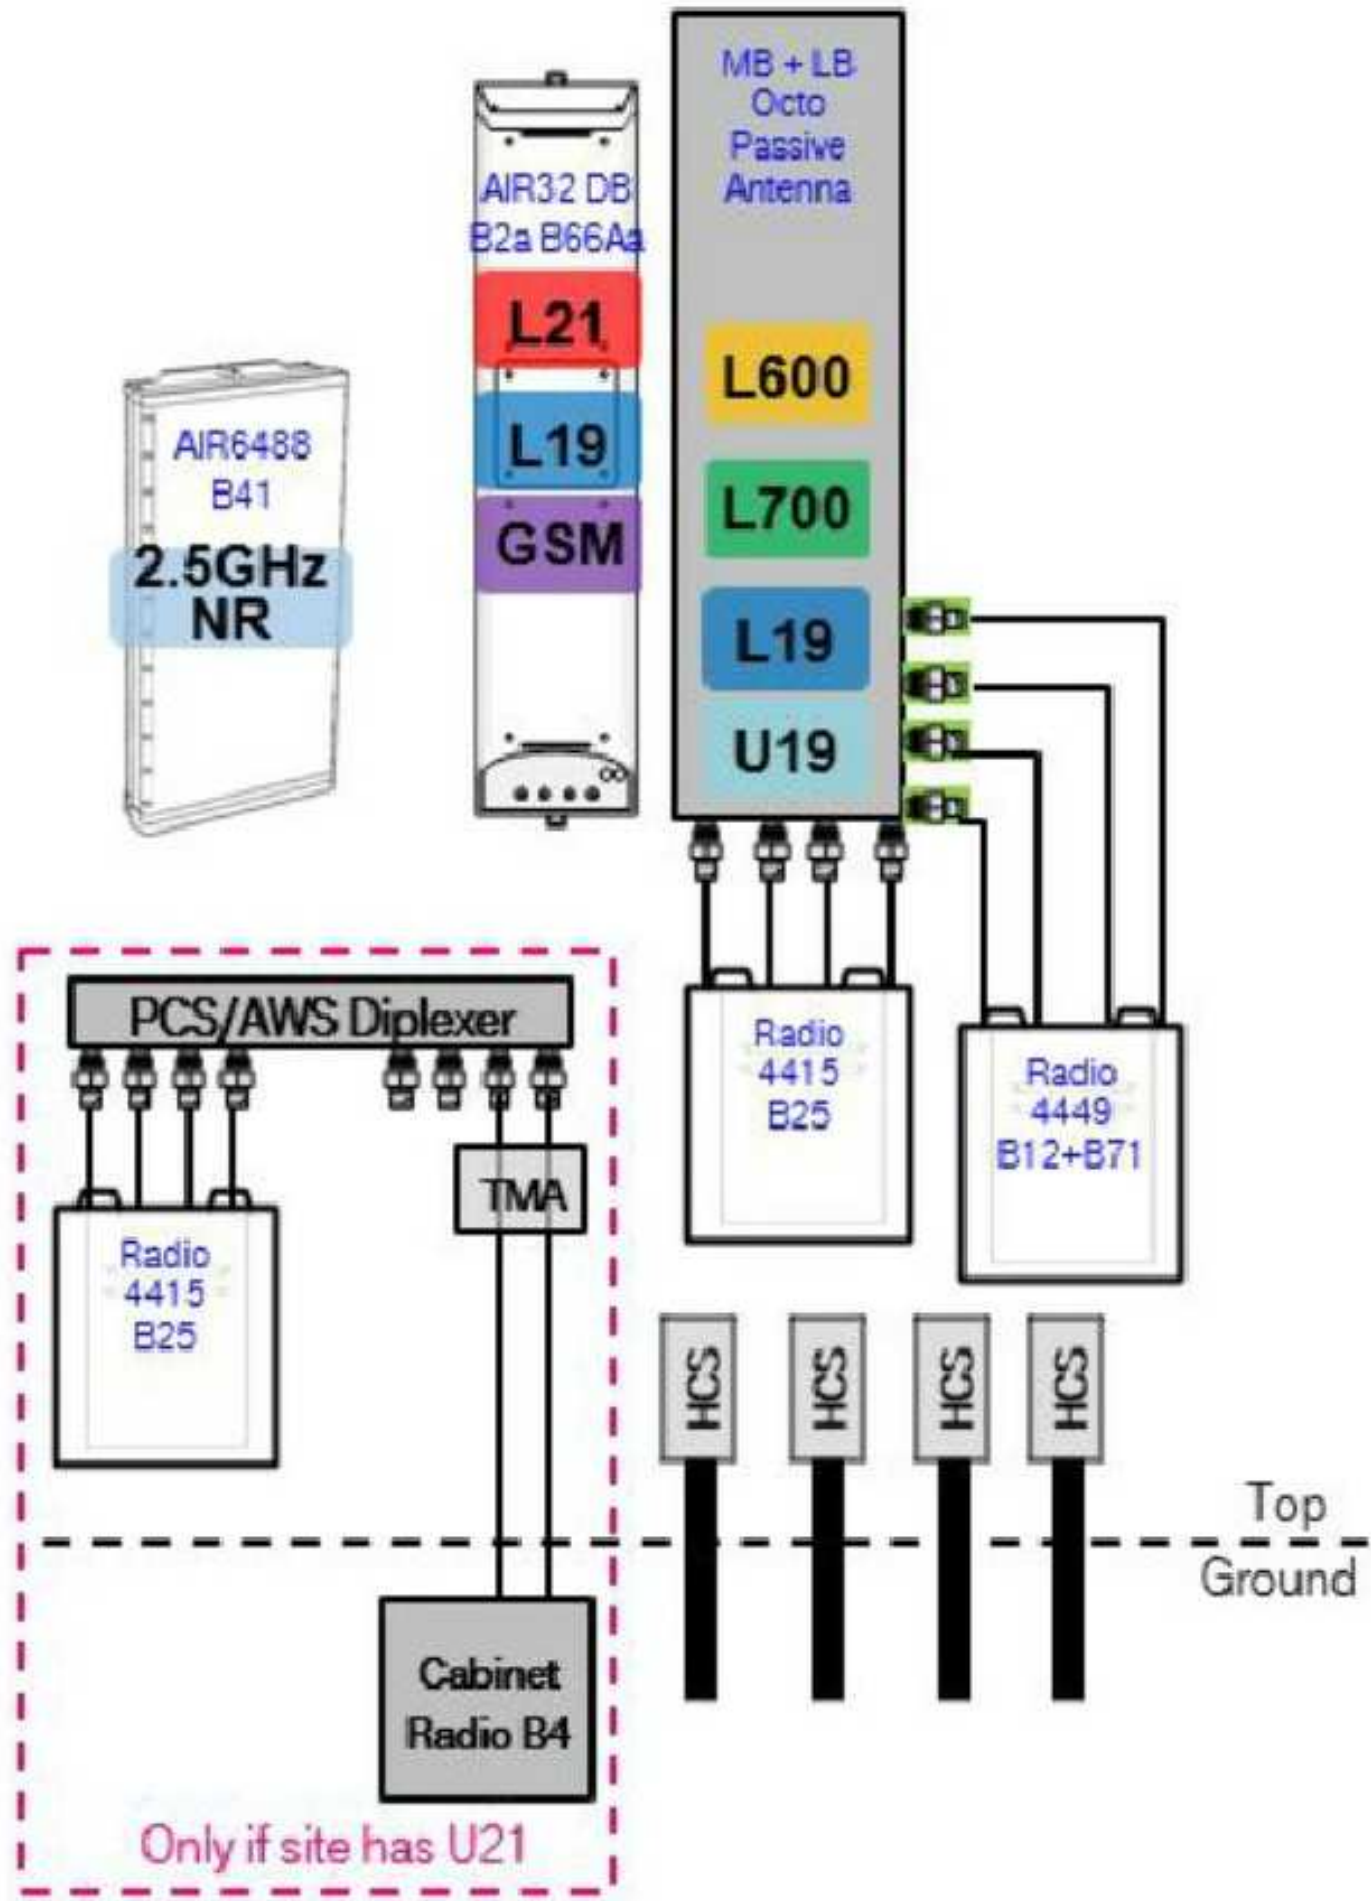 MB + LB
Octo
Passive
Antenna
AIR32 DB
B2a B66Aa
L21
L19
GSM
L600
L700
L19
U19
AIR6488
B41
2.5GHz
NR
PCS/AWS Diplexer
TMA
Radio
4415
B25
Radio
4415
B25
Radio
4449
B12+B71
HCS
HCS
HCS
HCS
Top
Ground
Cabinet
Radio B4
Only if site has U21